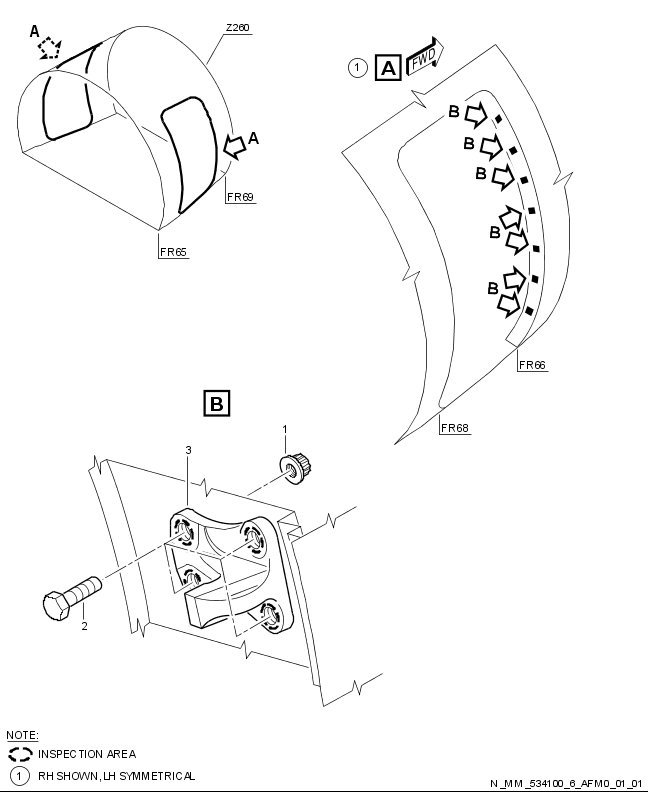 A
Z260
A
FR69
FR65
1 A FWD
B
B
B
B
B
FR66
FR68
B
1
3
2
NOTE:
INSPECTION AREA
1 RH SHOWN, LH SYMMETRICAL
N_MM_534100_6_AFM0_01_01